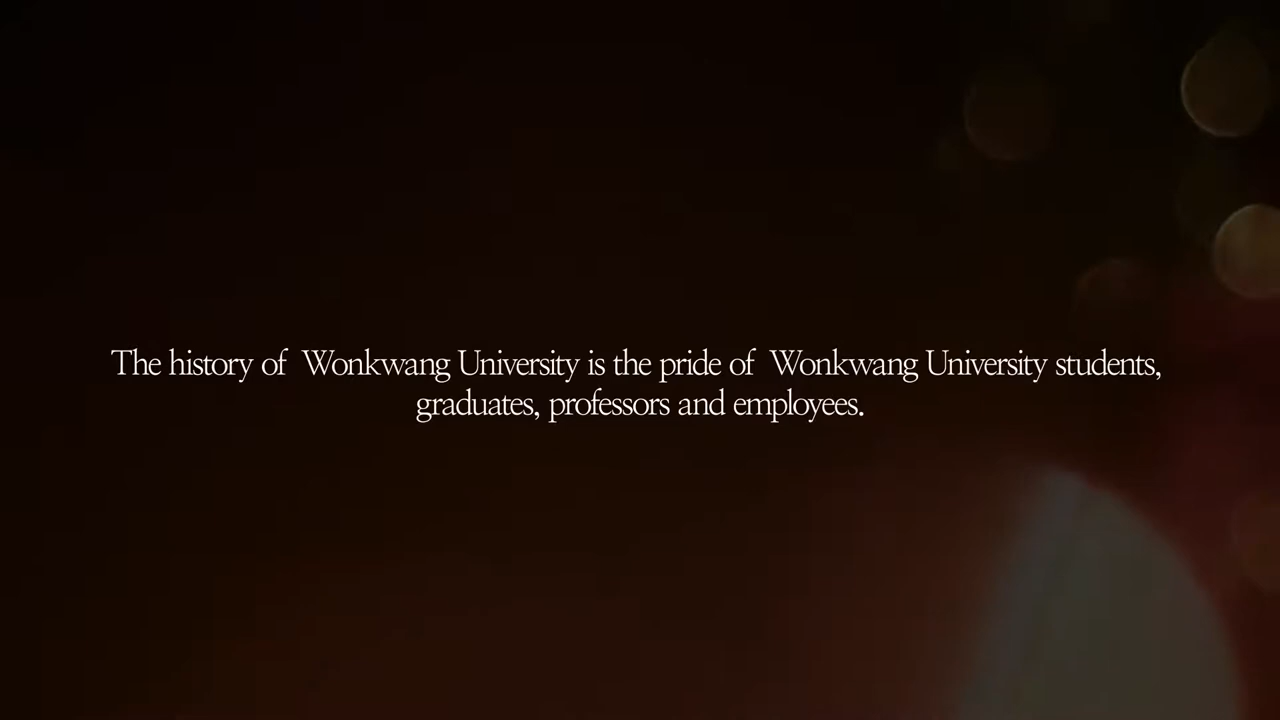 The history of Wonkwang University is the pride of Wonkwang University students,
graduates, professors and employees.